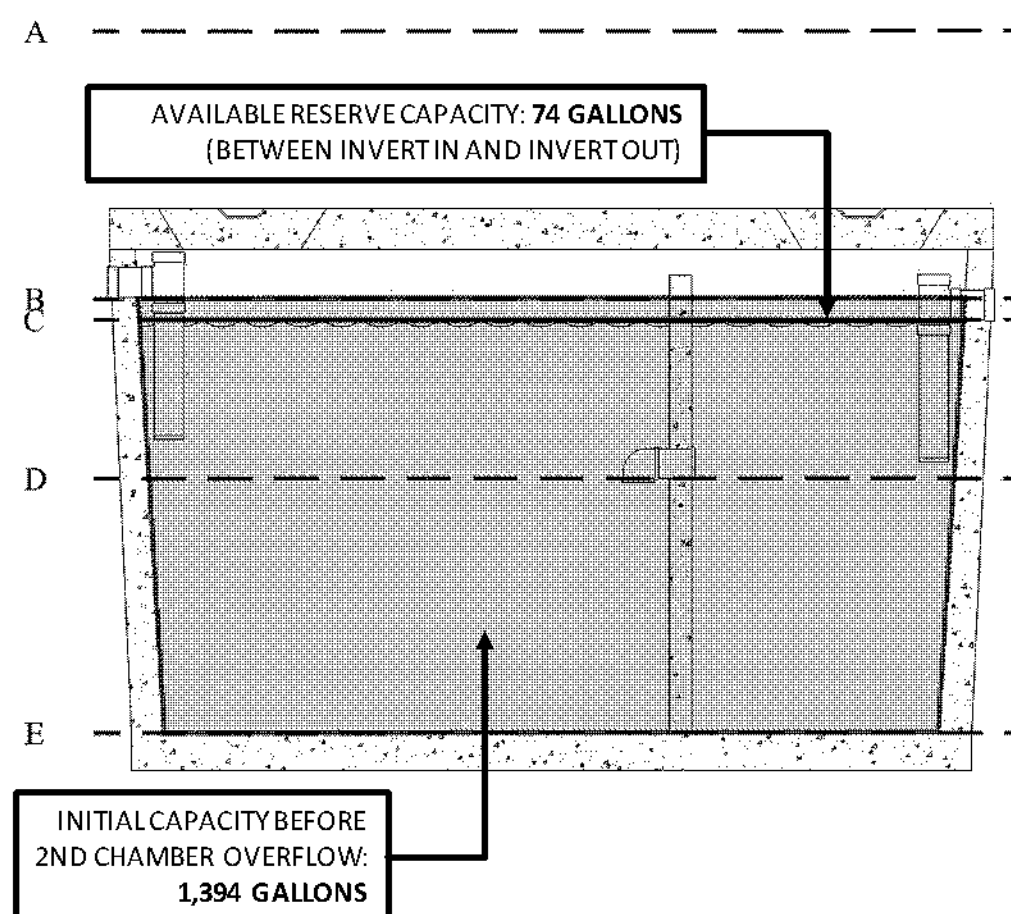 A
AVAILABLE RESERVE CAPACITY: 74 GALLONS
(BETWEEN INVERT IN AND INVERT OUT)
B
C
D
E
INITIAL CAPACITY BEFORE
2ND CHAMBER OVERFLOW:
1,394 GALLONS